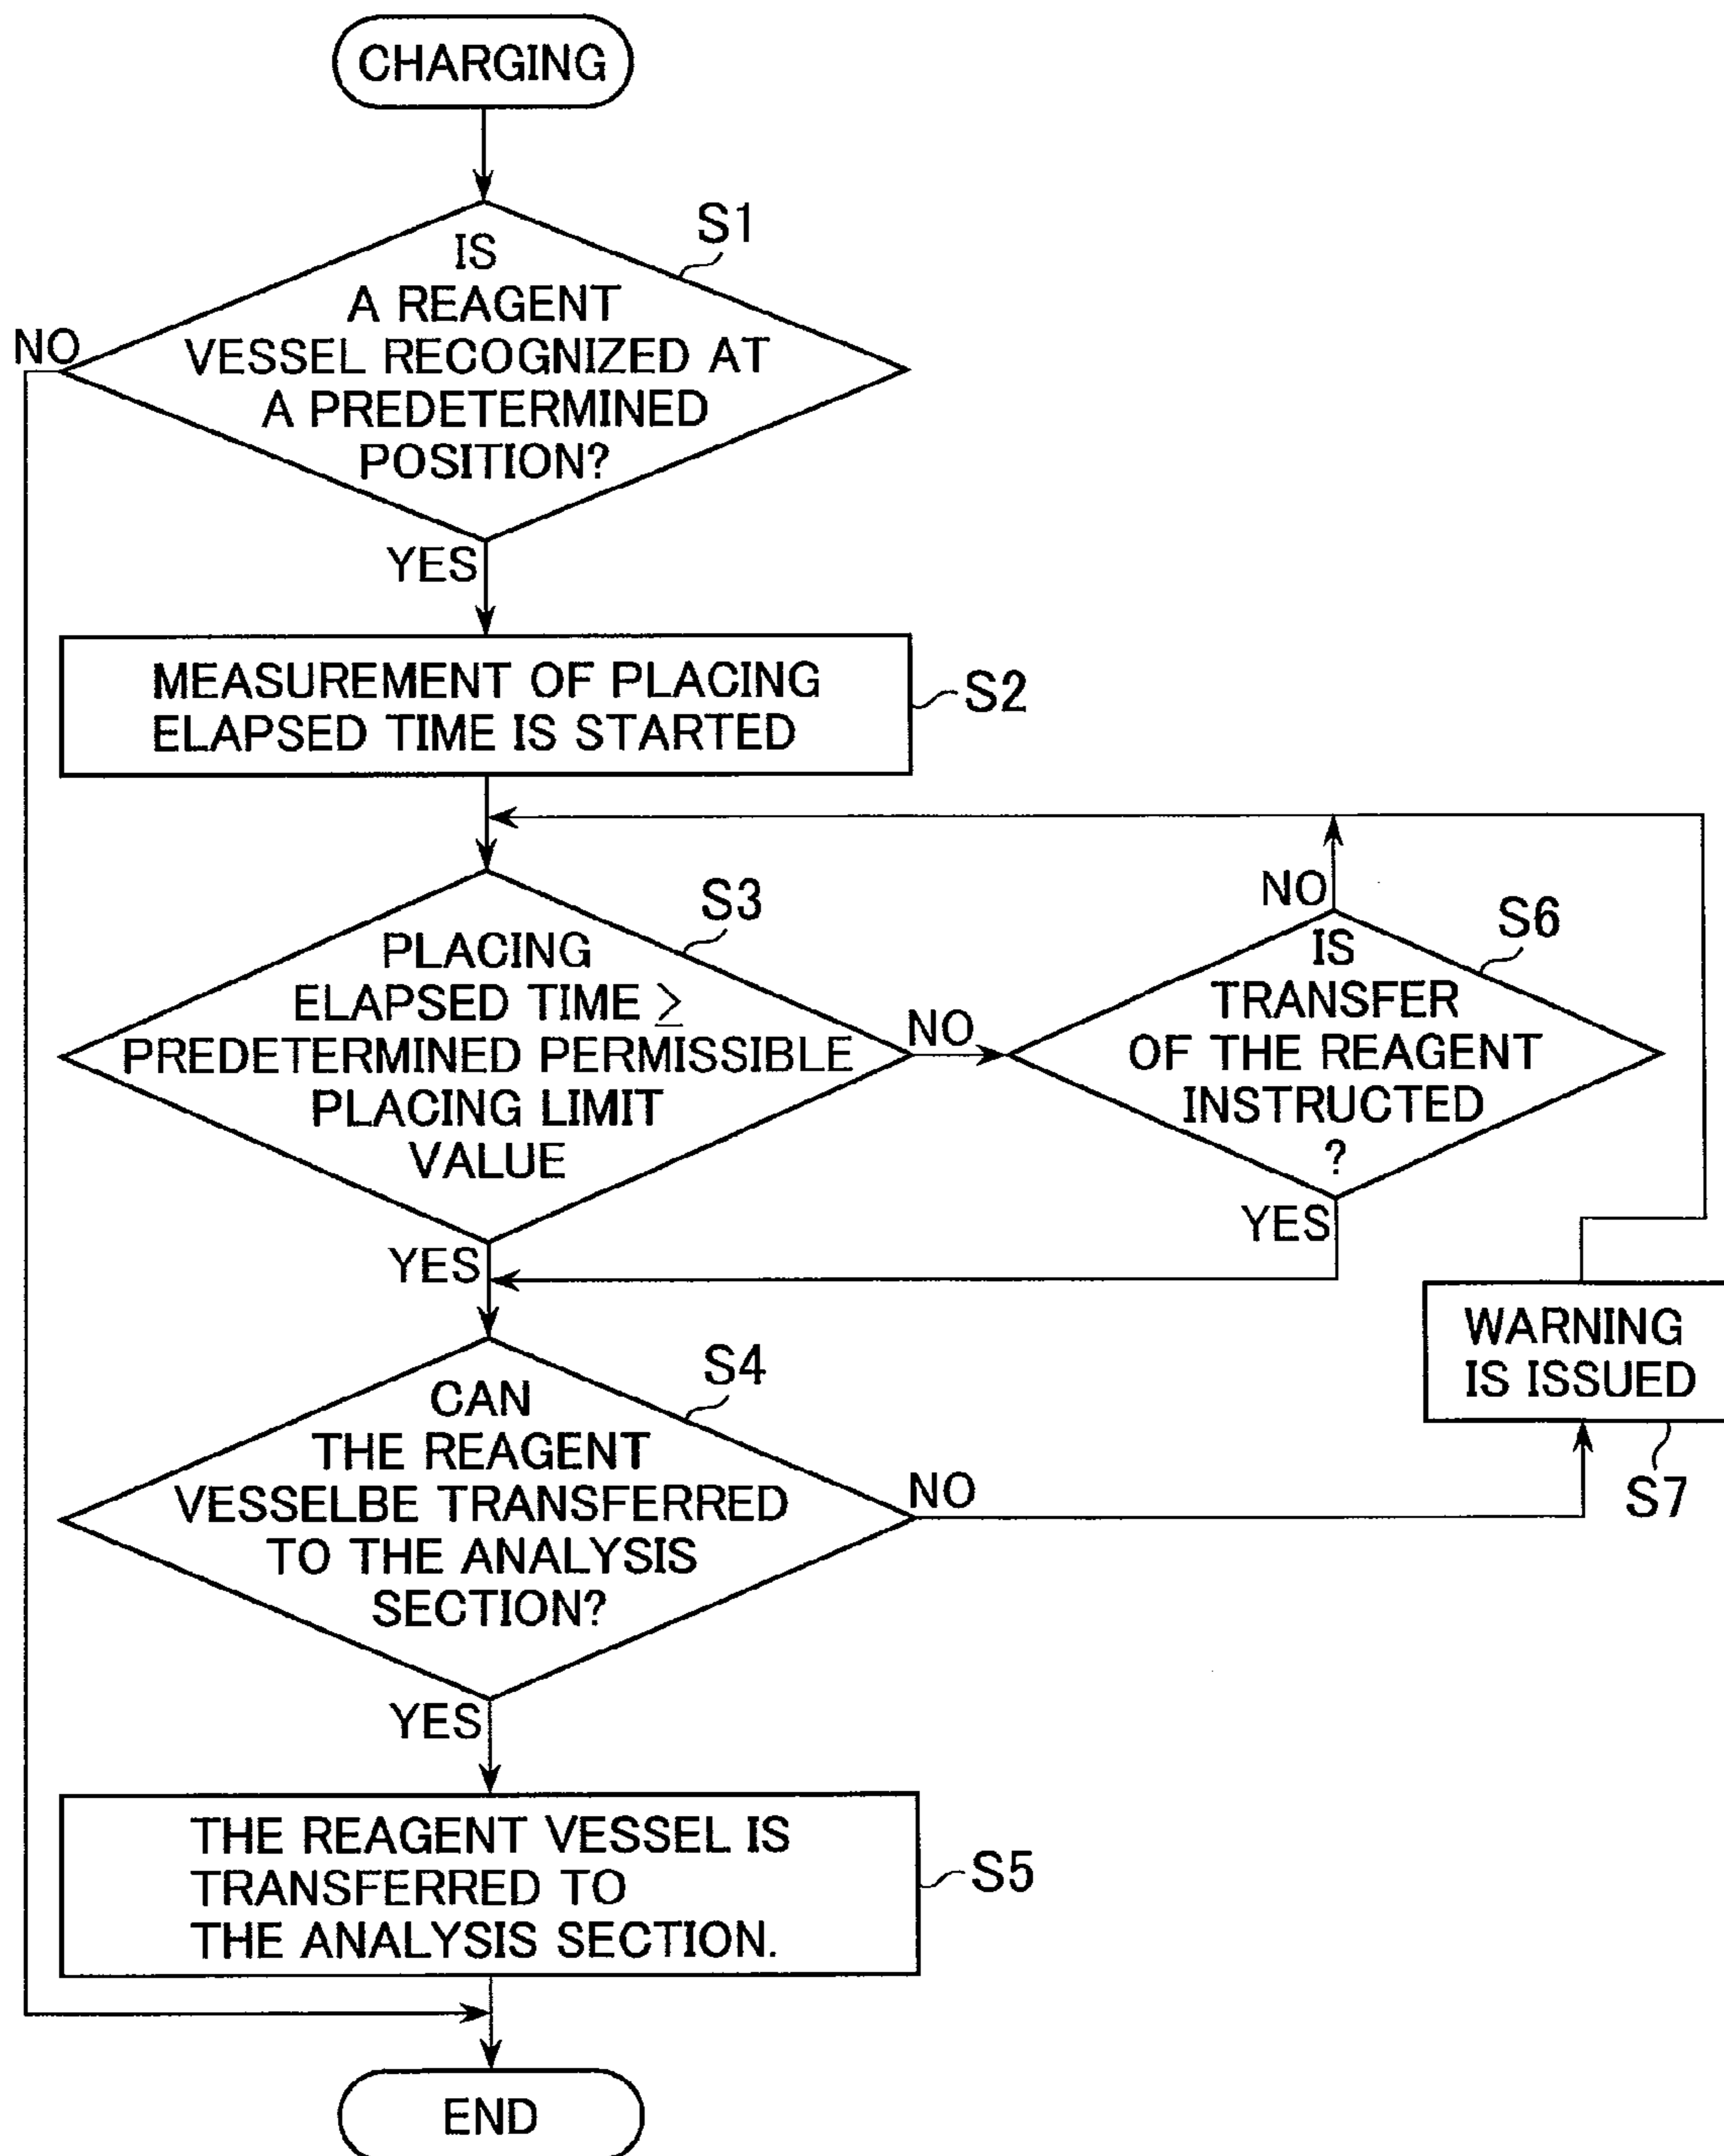 CHARGING
S1
IS
A REAGENT
VESSEL RECOGNIZED AT
A PREDETERMINED
POSITION?
NO
YES
MEASUREMENT OF PLACING
ELAPSED TIME IS STARTED
S2
S3
PLACING
ELAPSED TIME ≥
PREDETERMINED PERMISSIBLE
PLACING LIMIT
VALUE
NO
YES
S6
NO
IS
TRANSFER
OF THE REAGENT
INSTRUCTED
?
YES
S4
CAN
THE REAGENT
VESSELBE TRANSFERRED
TO THE ANALYSIS
SECTION?
NO
YES
WARNING
IS ISSUED
S7
THE REAGENT VESSEL IS
TRANSFERRED TO
THE ANALYSIS SECTION.
S5
END